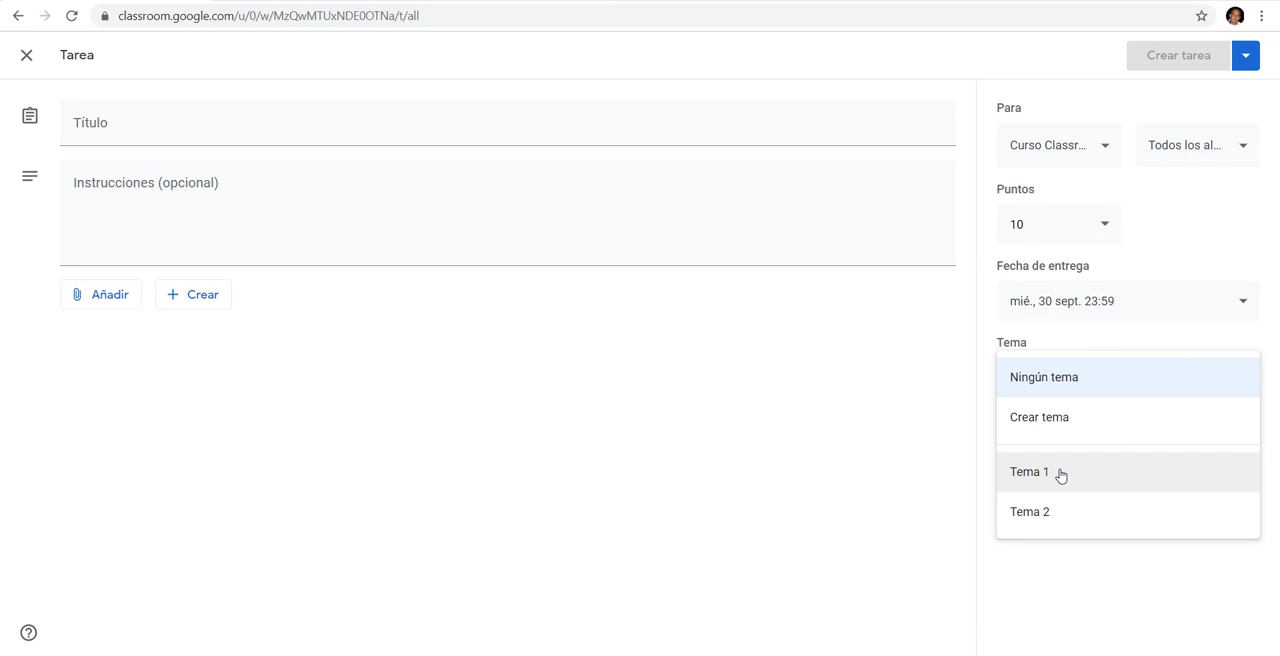 classroom.google.com/u/0/w/MzQwMTUxNDE0OTNa/t/all
Tarea
Crear tarea
Título
Instrucciones (opcional)
Añadir
Crear
Para
Curso Classr...
Todos los al...
Puntos
10
Fecha de entrega
mié., 30 sept. 23:59
Tema
Ningún tema
Crear tema
Tema 1
Tema 2